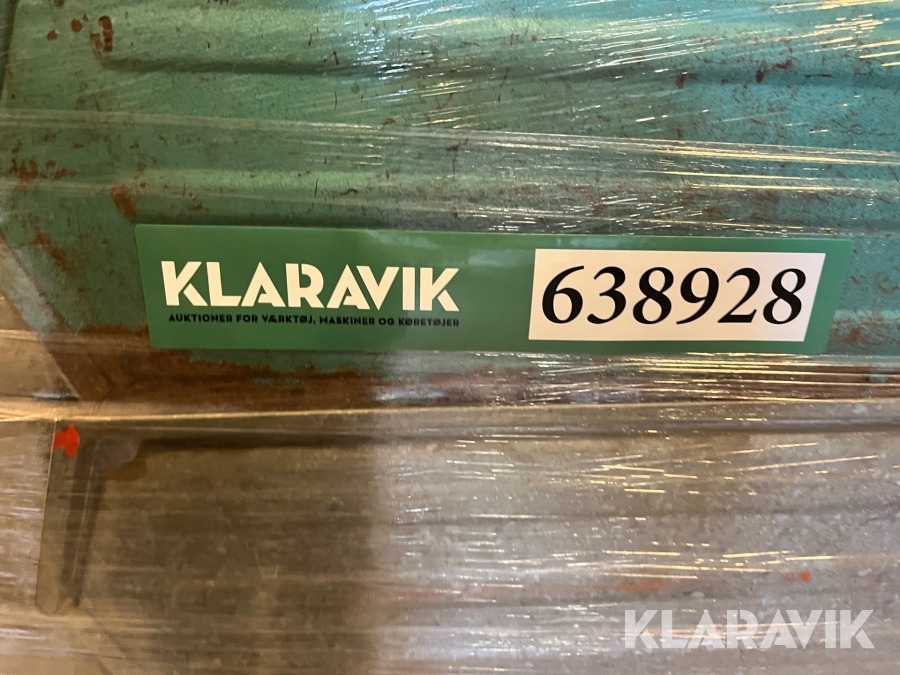 KLARAVIK
AUKTIONER FOR VÆRKTØJ, MASKINER OG KØRETØJER
638928
KLARAVIK